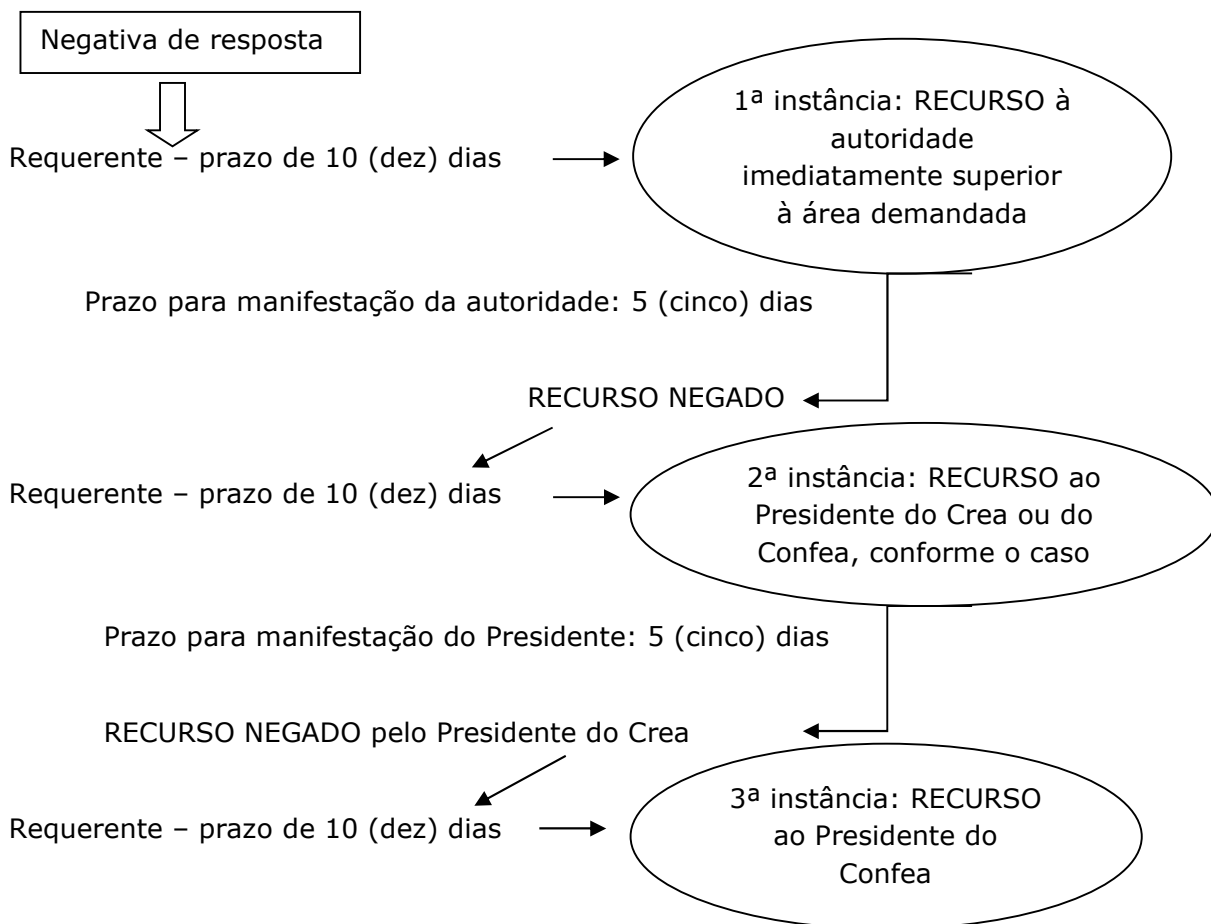 Negativa de resposta
Requerente – prazo de 10 (dez) dias
1ª instância: RECURSO à
autoridade
imediatamente superior
à área demandada
Prazo para manifestação da autoridade: 5 (cinco) dias
RECURSO NEGADO
Requerente – prazo de 10 (dez) dias
2ª instância: RECURSO ao
Presidente do Crea ou do
Confea, conforme o caso
Prazo para manifestação do Presidente: 5 (cinco) dias
RECURSO NEGADO pelo Presidente do Crea
Requerente – prazo de 10 (dez) dias
3ª instância: RECURSO
ao Presidente do
Confea